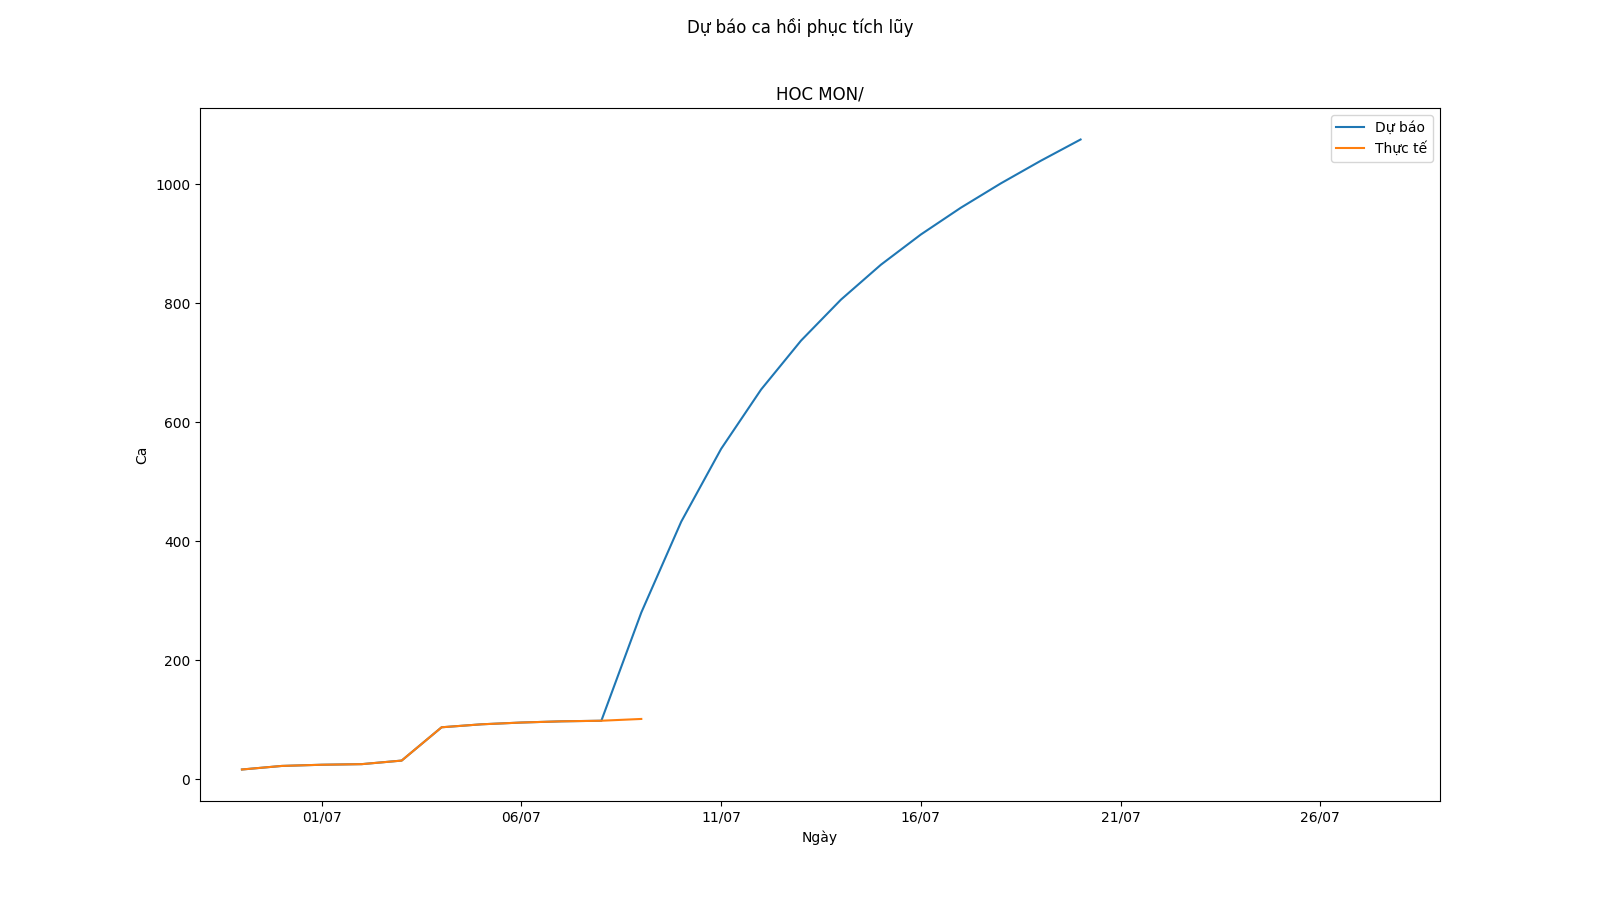 Dự báo ca hồi phục tích lũy
HOC MON/
Dự báo
Thực tế
1000
800
600
400
200
0
Ca
01/07
06/07
11/07
16/07
21/07
26/07
Ngày